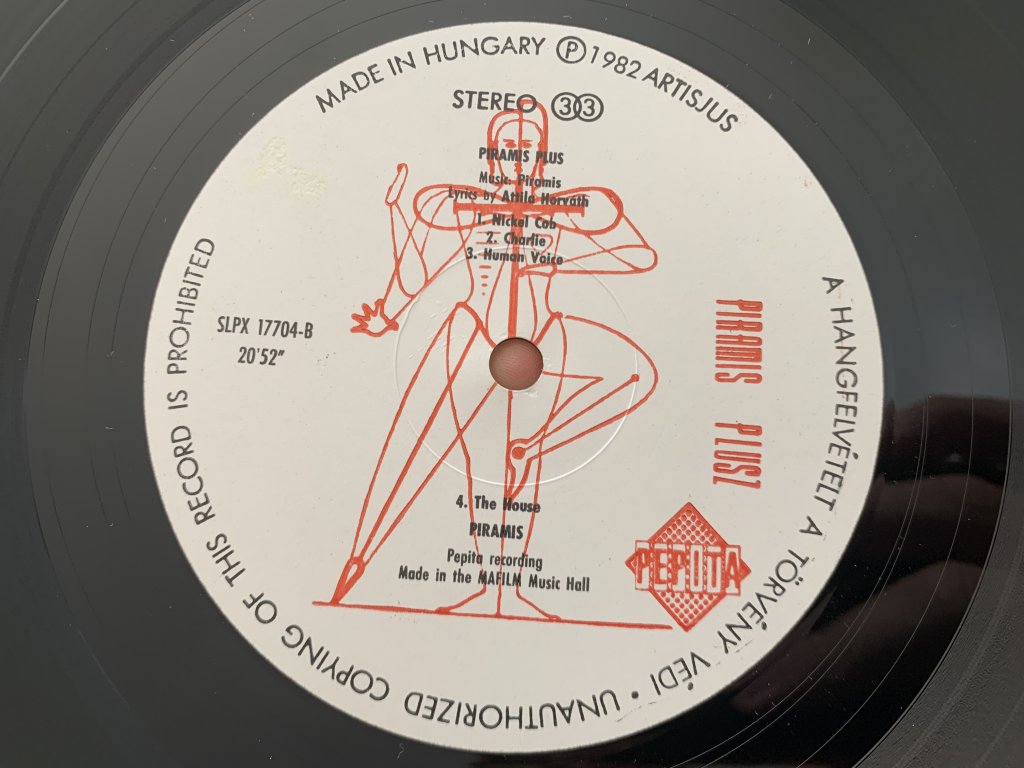 MADE IN HUNGARY Ⓟ 1982 ARTISJUS
STEREO 33
PIRAMIS PLUS
Music: Piramis
Lyrics by Attila Horváth
1. Nickel Cob
2. Charlie
3. Human Voice
SLPX 17704-B
20'52"
PIRAMIS PLUSZ
4. The House
PIRAMIS
Pepita recording
Made in the MAFILM Music Hall
PEPITA
A HANGFELVÉTELT A TÖRVÉNY VÉDI • UNAUTHORIZED COPYING OF THIS RECORD IS PROHIBITED